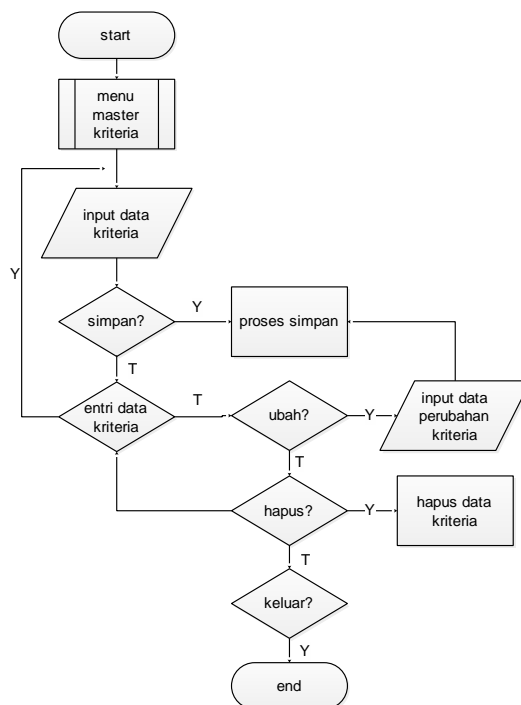 start
menu
master
kriteria
input data
kriteria
Y
simpan?
Y
proses simpan
T
entri data
kriteria
T
ubah?
Y
input data
perubahan
kriteria
T
hapus?
Y
hapus data
kriteria
T
keluar?
Y
end